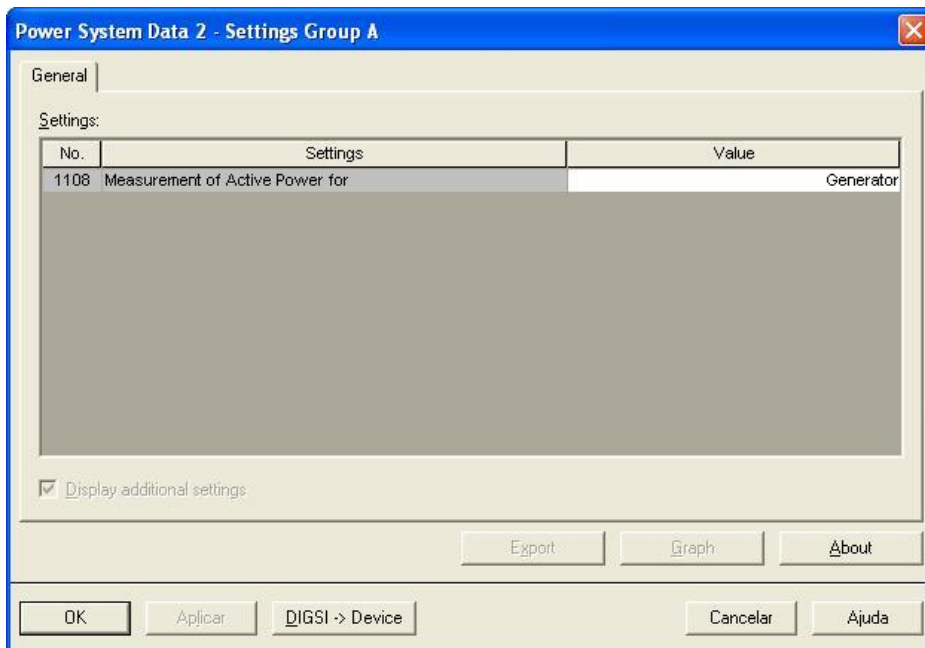 Power System Data 2 - Settings Group A
General
Settings:
No. Settings Value
1108 Measurement of Active Power for Generator
Display additional settings
Export Graph About
OK Aplicar DIGSI -> Device Cancelar Ajuda